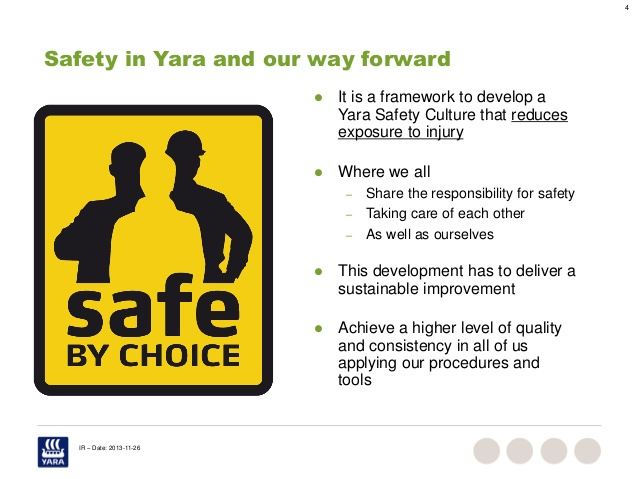 4
Safety in Yara and our way forward
safe
BY CHOICE
● It is a framework to develop a
Yara Safety Culture that reduces
exposure to injury
● Where we all
– Share the responsibility for safety
– Taking care of each other
– As well as ourselves
● This development has to deliver a
sustainable improvement
● Achieve a higher level of quality
and consistency in all of us
applying our procedures and
tools
YARA
IR – Date: 2013-11-26